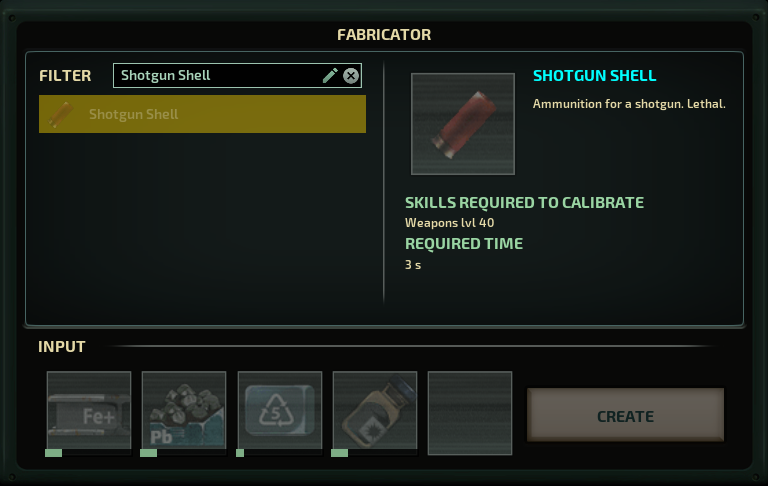 FABRICATOR
FILTER
Shotgun Shell
Shotgun Shell
SHOTGUN SHELL
Ammunition for a shotgun. Lethal.
SKILLS REQUIRED TO CALIBRATE
Weapons lvl 40
REQUIRED TIME
3 s
INPUT
Fe+
Pb
5
CREATE